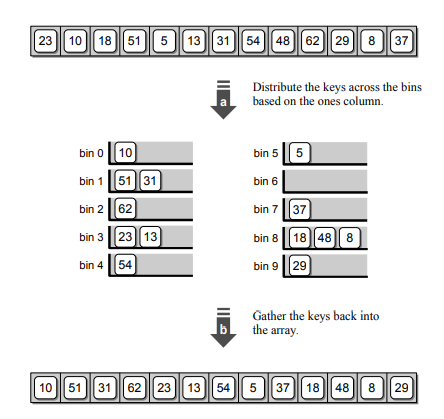 23 10 18 51 5 13 31 54 48 62 29 8 37
a
Distribute the keys across the bins
based on the ones column.
bin 0 10
bin 1 51 31
bin 2 62
bin 3 23 13
bin 4 54
bin 5 5
bin 6
bin 7 37
bin 8 18 48 8
bin 9 29
b
Gather the keys back into
the array.
10 51 31 62 23 13 54 5 37 18 48 8 29